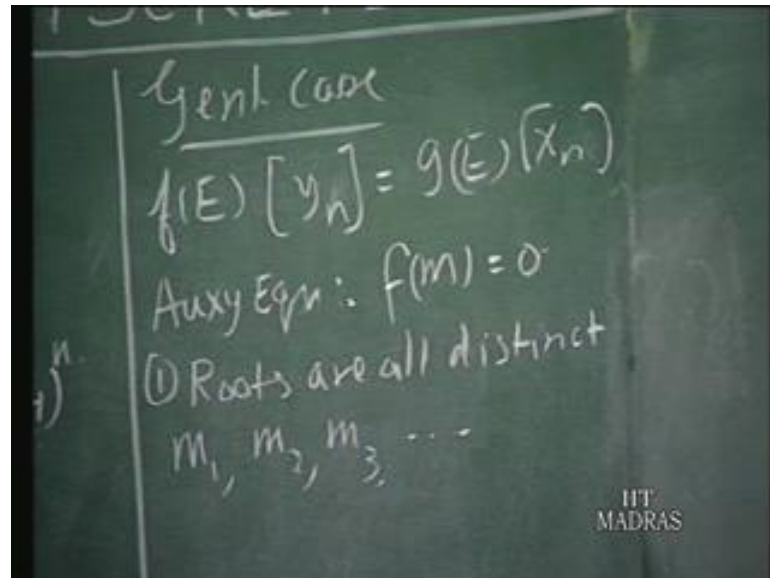 Genl. Case
f(E) [yn] = g(E) [xn]
Auxy Eqn: f(m) = 0
① Roots are all distinct
m1, m2, m3, ...
n.
IIT
MADRAS